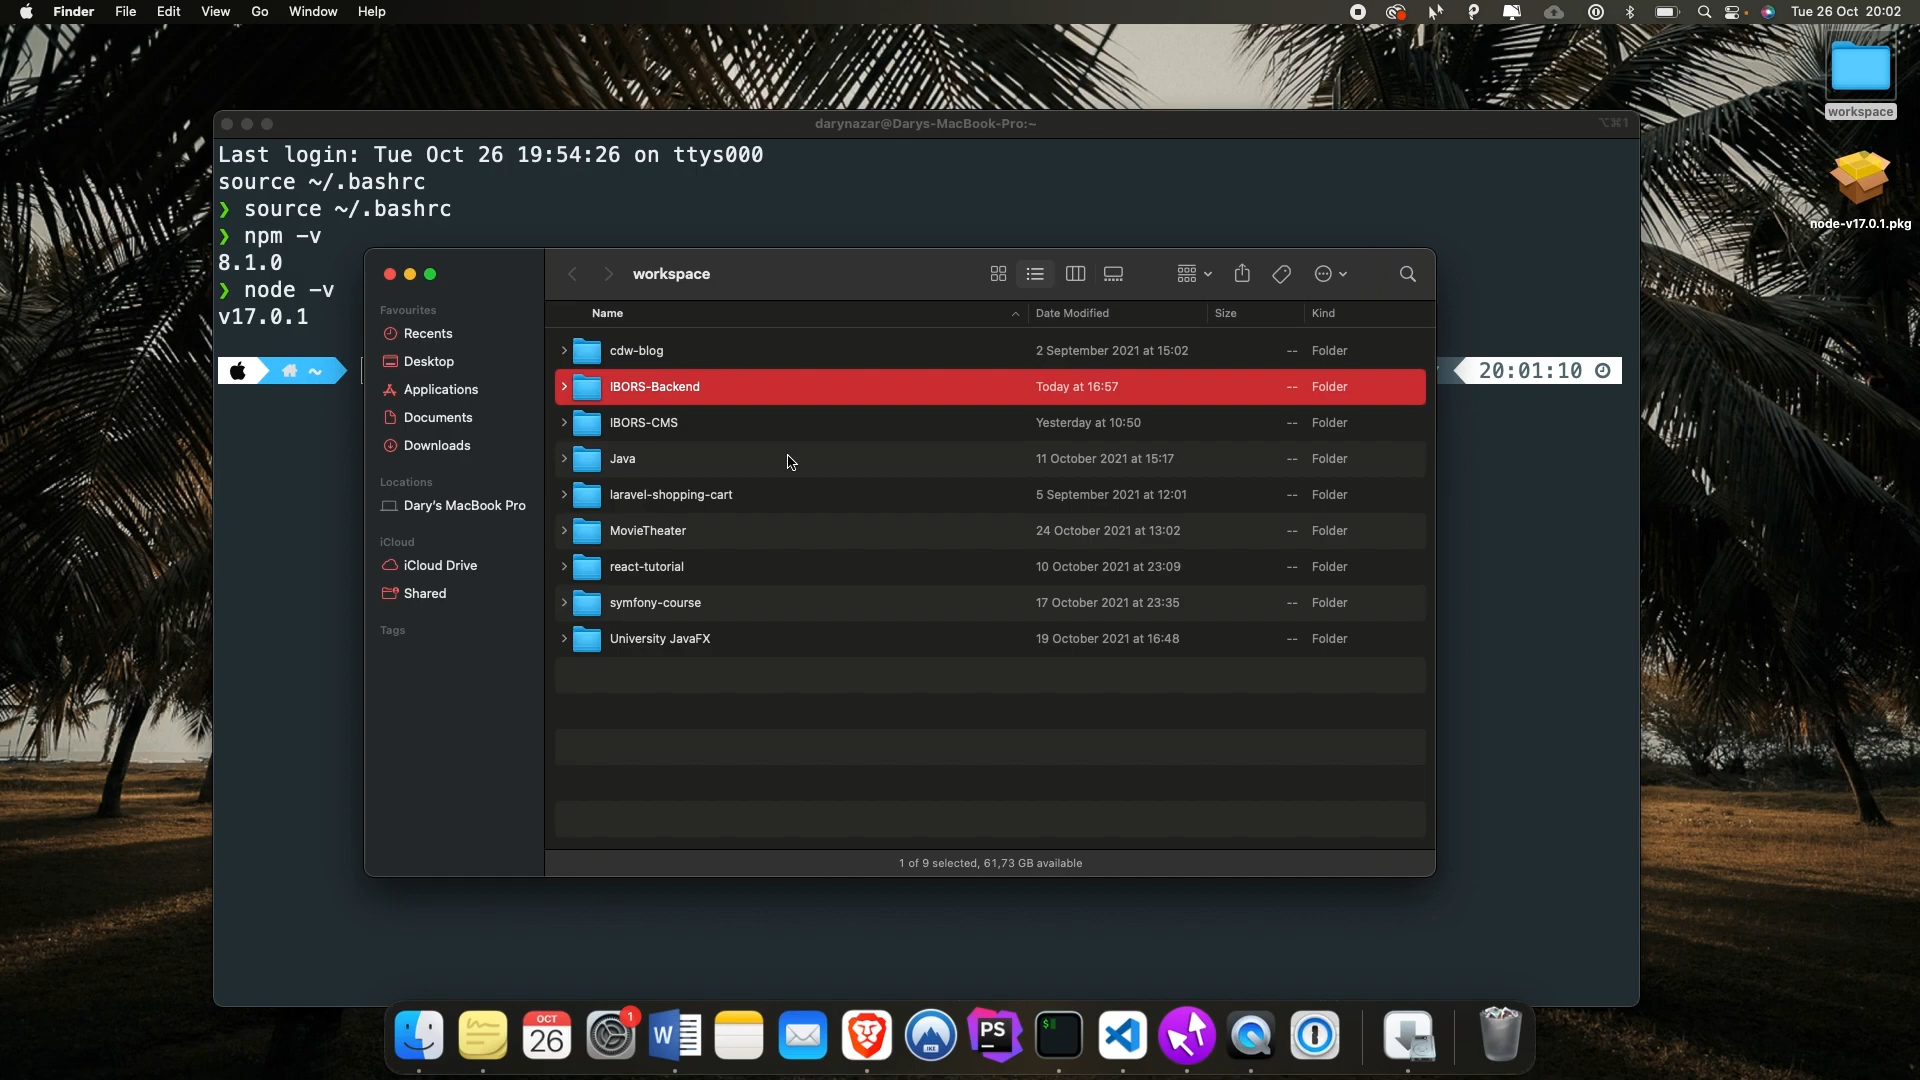 Finder File Edit View Go Window Help
Tue 26 Oct 20:02
workspace
node-v17.0.1.pkg
darynazar@Darys-MacBook-Pro:~
⌥⌘1
Last login: Tue Oct 26 19:54:26 on ttys000
source ~/.bashrc
❯ source ~/.bashrc
❯ npm -v
8.1.0
❯ node -v
v17.0.1
~
20:01:10
workspace
Favourites
Recents
Desktop
Applications
Documents
Downloads
Locations
Dary's MacBook Pro
iCloud
iCloud Drive
Shared
Tags
Name Date Modified Size Kind
cdw-blog 2 September 2021 at 15:02 -- Folder
IBORS-Backend Today at 16:57 -- Folder
IBORS-CMS Yesterday at 10:50 -- Folder
Java 11 October 2021 at 15:17 -- Folder
laravel-shopping-cart 5 September 2021 at 12:01 -- Folder
MovieTheater 24 October 2021 at 13:02 -- Folder
react-tutorial 10 October 2021 at 23:09 -- Folder
symfony-course 17 October 2021 at 23:35 -- Folder
University JavaFX 19 October 2021 at 16:48 -- Folder
1 of 9 selected, 61,73 GB available
OCT
26
1
W
IKE
PS
$